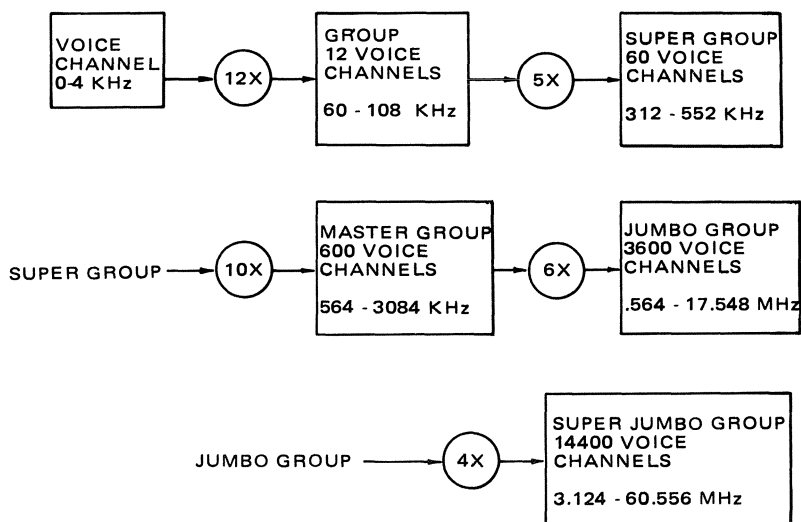 VOICE
CHANNEL
0-4 KHz
12X
GROUP
12 VOICE
CHANNELS
60 - 108 KHz
5X
SUPER GROUP
60 VOICE
CHANNELS
312 - 552 KHz
SUPER GROUP
10X
MASTER GROUP
600 VOICE
CHANNELS
564 - 3084 KHz
6X
JUMBO GROUP
3600 VOICE
CHANNELS
.564 - 17.548 MHz
JUMBO GROUP
4X
SUPER JUMBO GROUP
14400 VOICE
CHANNELS
3.124 - 60.556 MHz